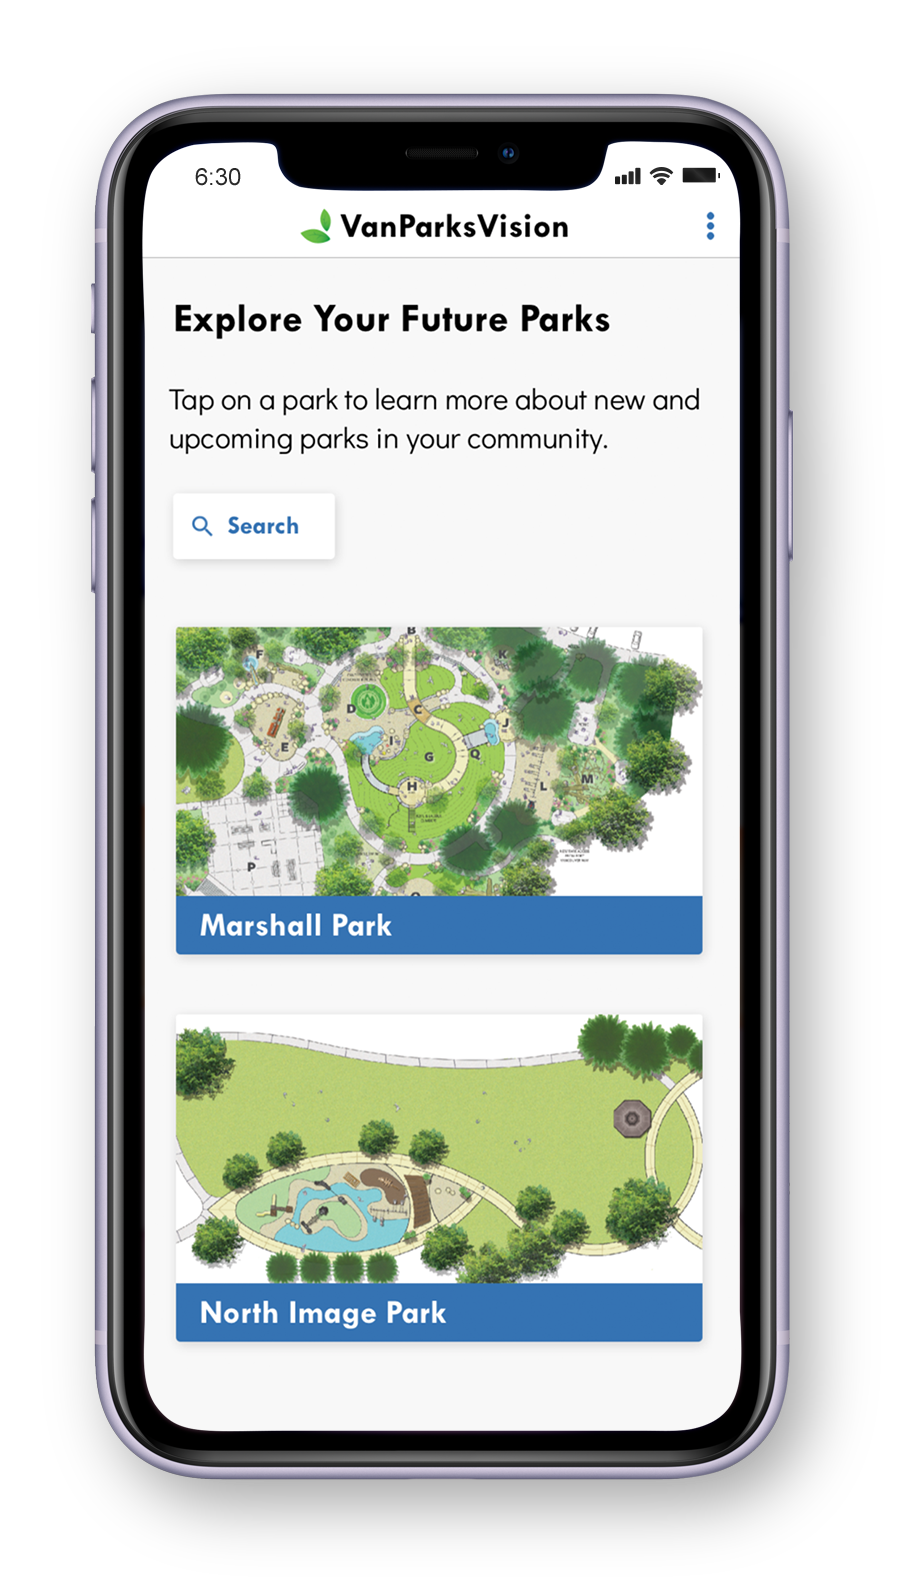 6:30
VanParksVision
Explore Your Future Parks
Tap on a park to learn more about new and
upcoming parks in your community.
Search
B
F
K
D
C
J
I
E
G
Q
H
L
M
P
Marshall Park
North Image Park